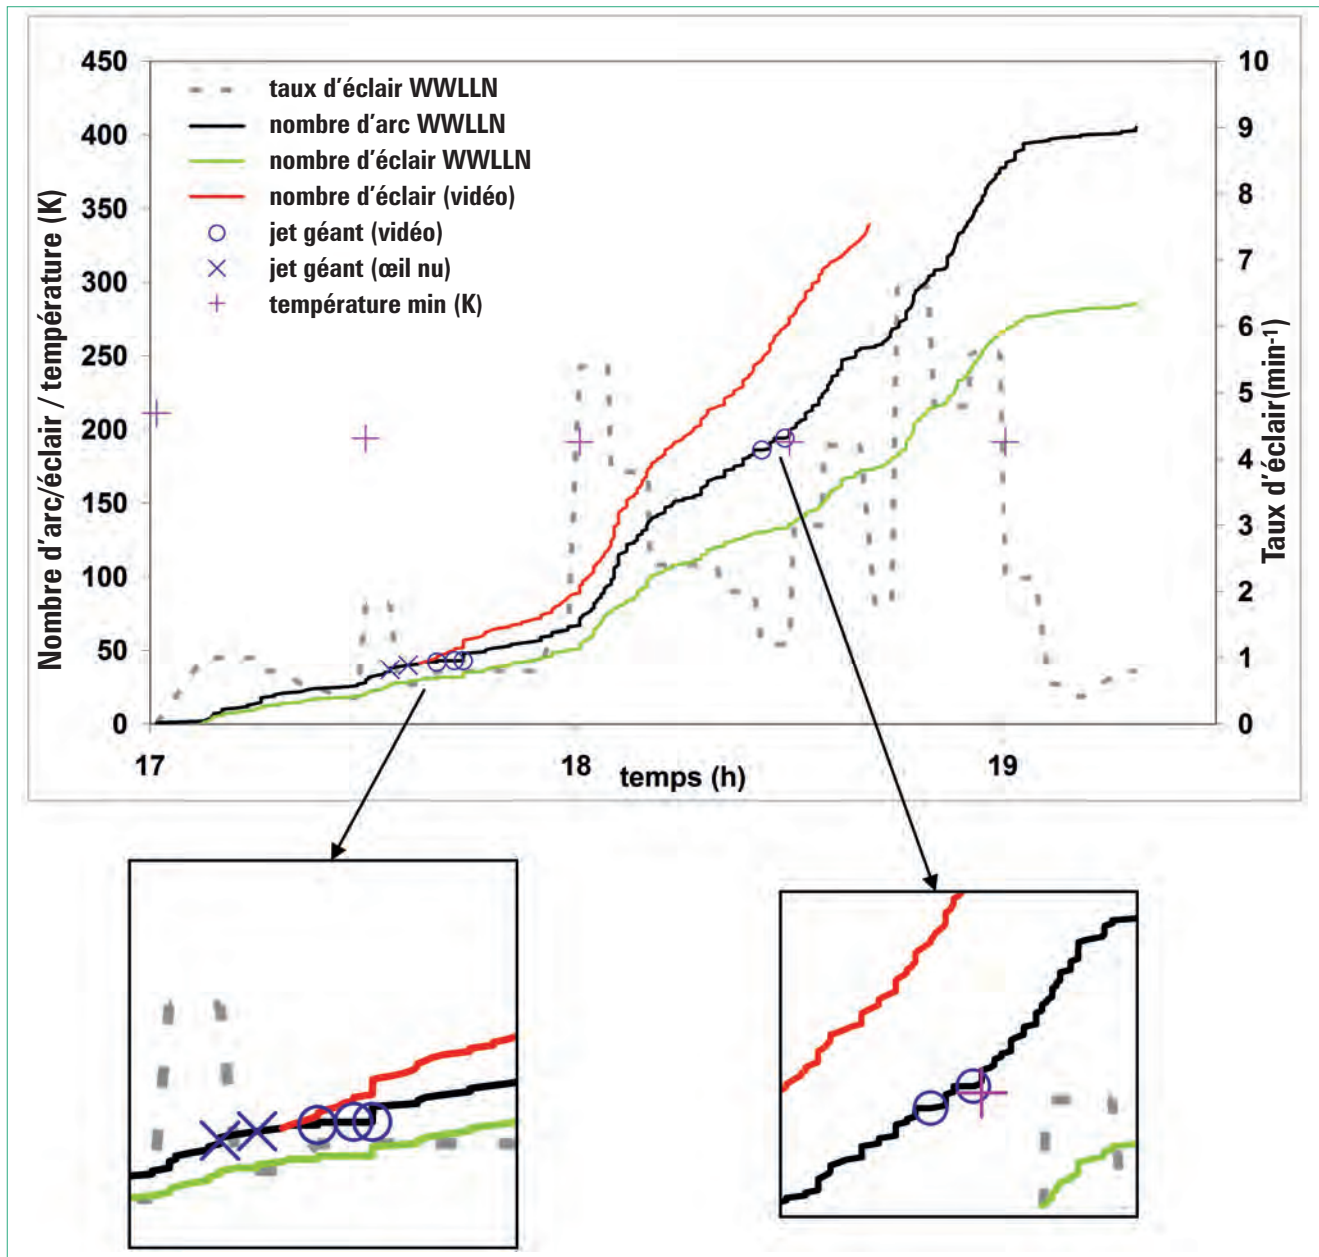 450
400
350
300
250
200
150
100
50
0
Nombre d'arc/éclair / température (K)
taux d'éclair WWLLN
nombre d'arc WWLLN
nombre d'éclair WWLLN
nombre d'éclair (vidéo)
jet géant (vidéo)
jet géant (œil nu)
température min (K)
10
9
8
7
6
5
4
3
2
1
0
Taux d'éclair(min-1)
17
18
19
temps (h)